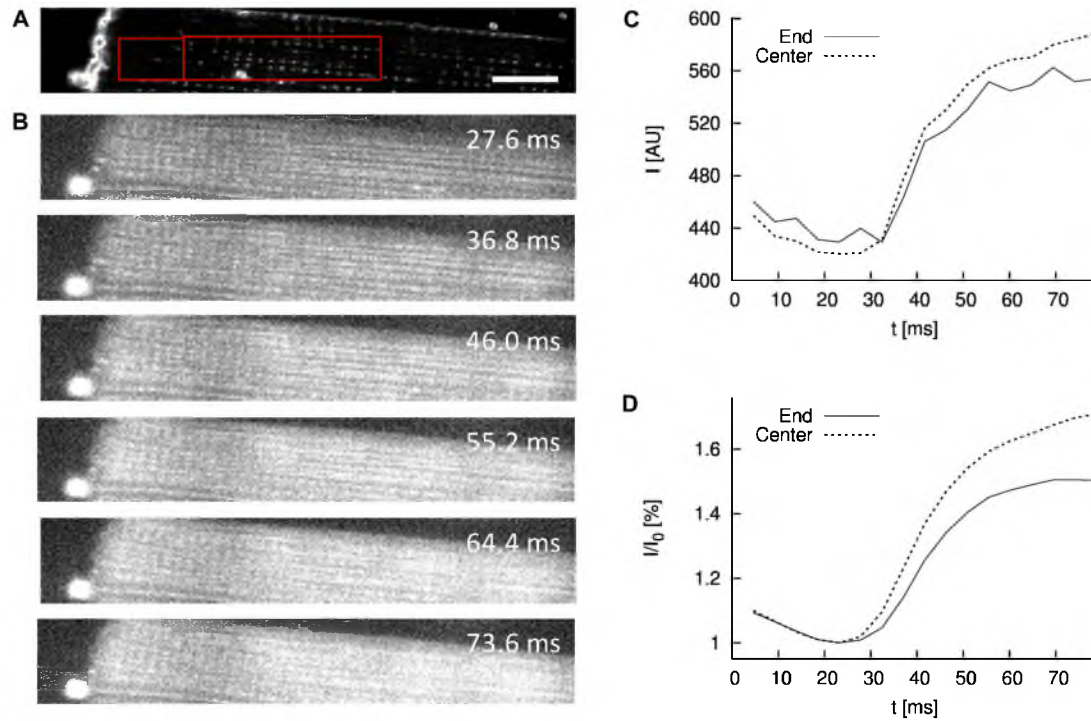 A
B
27.6 ms
36.8 ms
46.0 ms
55.2 ms
64.4 ms
73.6 ms
C
End
Center
I [AU]
600
560
520
480
440
400
0 10 20 30 40 50 60 70
t [ms]
D
End
Center
I/I0 [%]
1.6
1.4
1.2
1
0 10 20 30 40 50 60 70
t [ms]